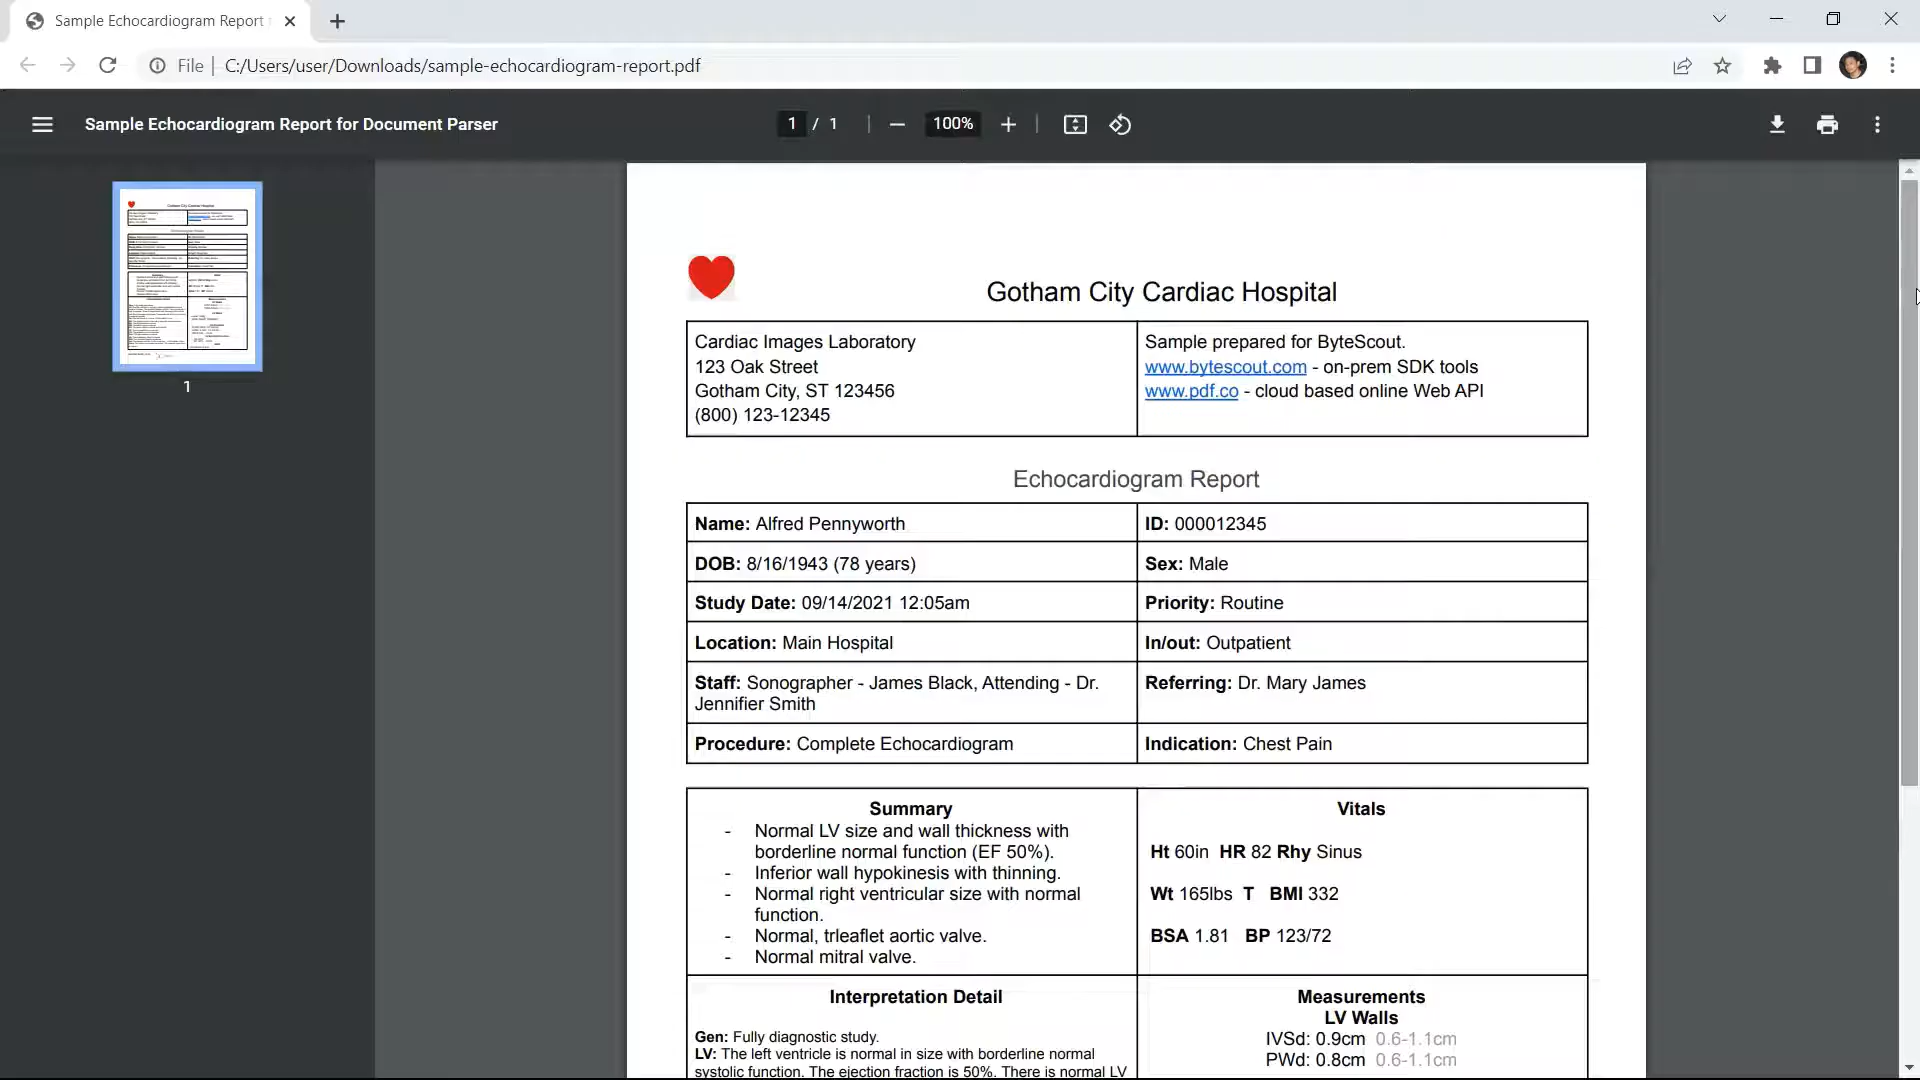 Sample Echocardiogram Report
File | C:/Users/user/Downloads/sample-echocardiogram-report.pdf
Sample Echocardiogram Report for Document Parser
1 / 1
100%
1
Gotham City Cardiac Hospital
Cardiac Images Laboratory
123 Oak Street
Gotham City, ST 123456
(800) 123-12345
Sample prepared for ByteScout.
www.bytescout.com - on-prem SDK tools
www.pdf.co - cloud based online Web API
Echocardiogram Report
Name: Alfred Pennyworth
ID: 000012345
DOB: 8/16/1943 (78 years)
Sex: Male
Study Date: 09/14/2021 12:05am
Priority: Routine
Location: Main Hospital
In/out: Outpatient
Staff: Sonographer - James Black, Attending - Dr.
Jennifier Smith
Referring: Dr. Mary James
Procedure: Complete Echocardiogram
Indication: Chest Pain
Summary
- Normal LV size and wall thickness with
borderline normal function (EF 50%).
- Inferior wall hypokinesis with thinning.
- Normal right ventricular size with normal
function.
- Normal, trleaflet aortic valve.
- Normal mitral valve.
Vitals
Ht 60in HR 82 Rhy Sinus
Wt 165lbs T BMI 332
BSA 1.81 BP 123/72
Interpretation Detail
Gen: Fully diagnostic study.
LV: The left ventricle is normal in size with borderline normal
systolic function. The ejection fraction is 50%. There is normal LV
Measurements
LV Walls
IVSd: 0.9cm 0.6-1.1cm
PWd: 0.8cm 0.6-1.1cm